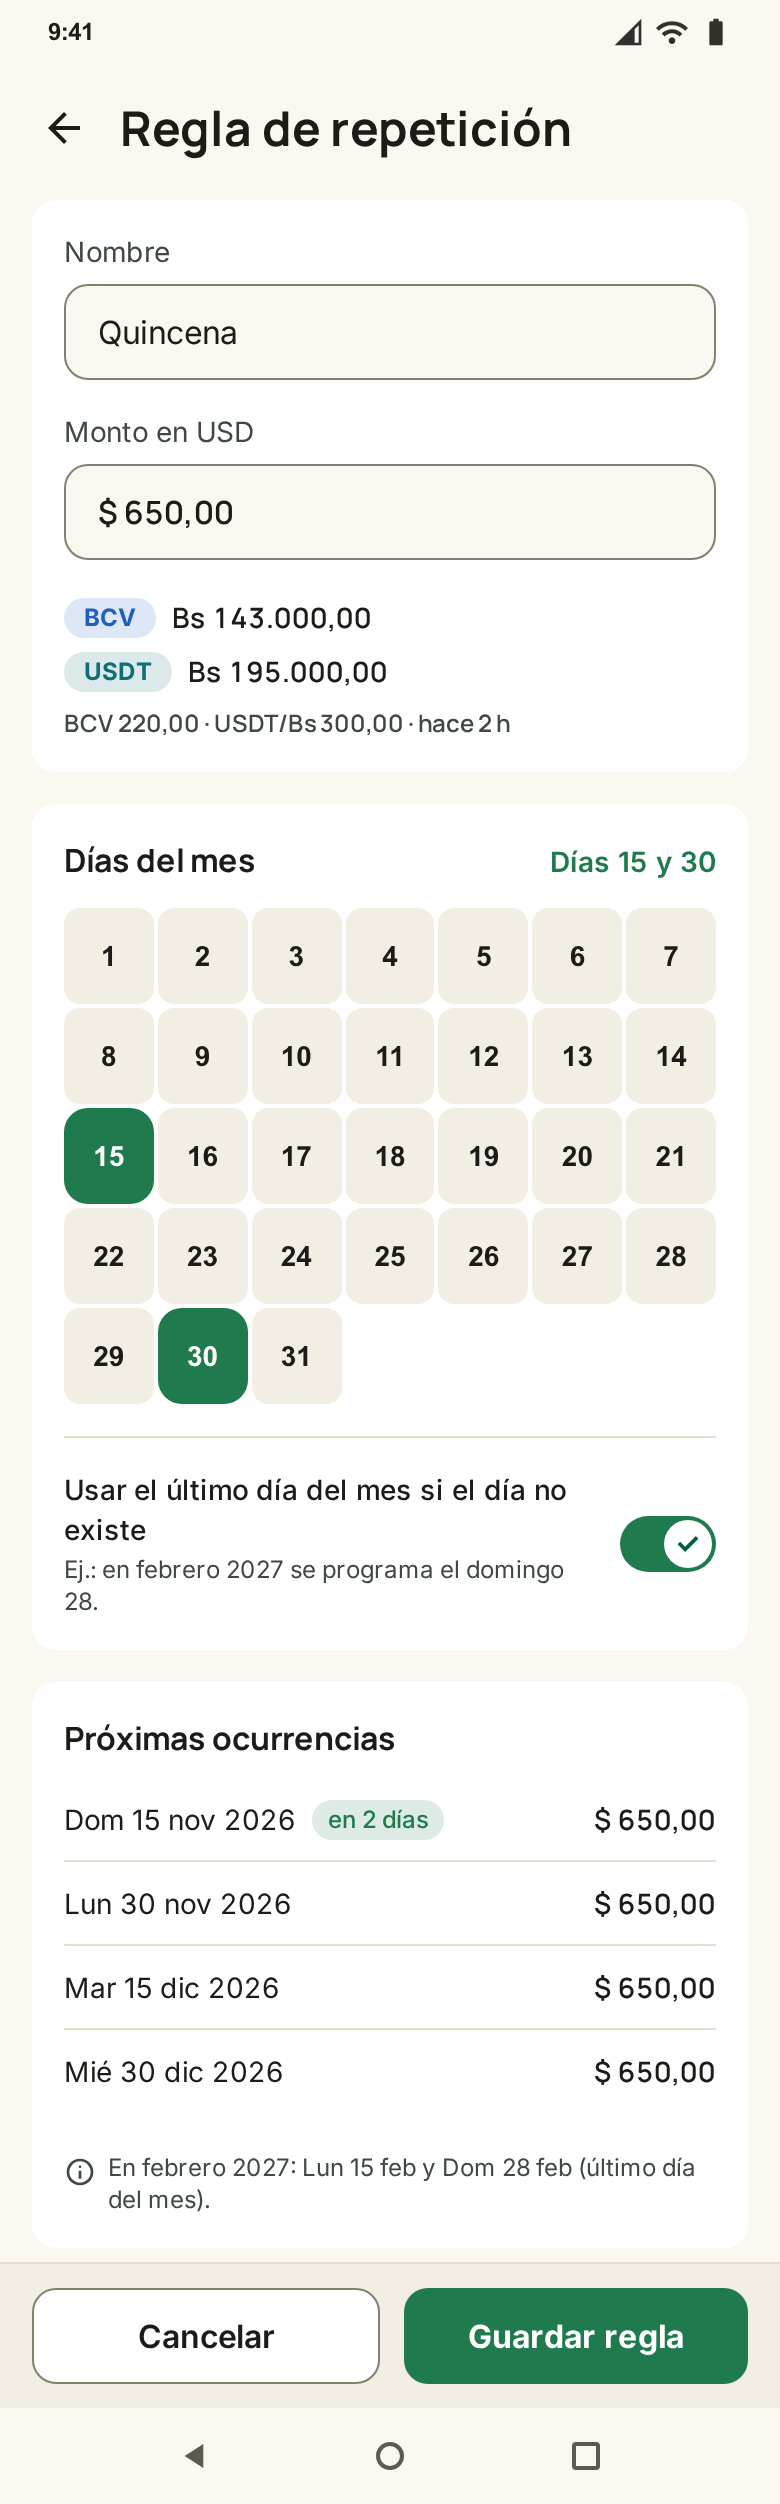 9:41
Regla de repetición
Nombre
Quincena
Monto en USD
$ 650,00
BCV Bs 143.000,00
USDT Bs 195.000,00
BCV 220,00 · USDT/Bs 300,00 · hace 2 h
Días del mes Días 15 y 30
1 2 3 4 5 6 7
8 9 10 11 12 13 14
15 16 17 18 19 20 21
22 23 24 25 26 27 28
29 30 31
Usar el último día del mes si el día no
existe
Ej.: en febrero 2027 se programa el domingo
28.
Próximas ocurrencias
Dom 15 nov 2026 en 2 días $ 650,00
Lun 30 nov 2026 $ 650,00
Mar 15 dic 2026 $ 650,00
Mié 30 dic 2026 $ 650,00
En febrero 2027: Lun 15 feb y Dom 28 feb (último día
del mes).
Cancelar Guardar regla